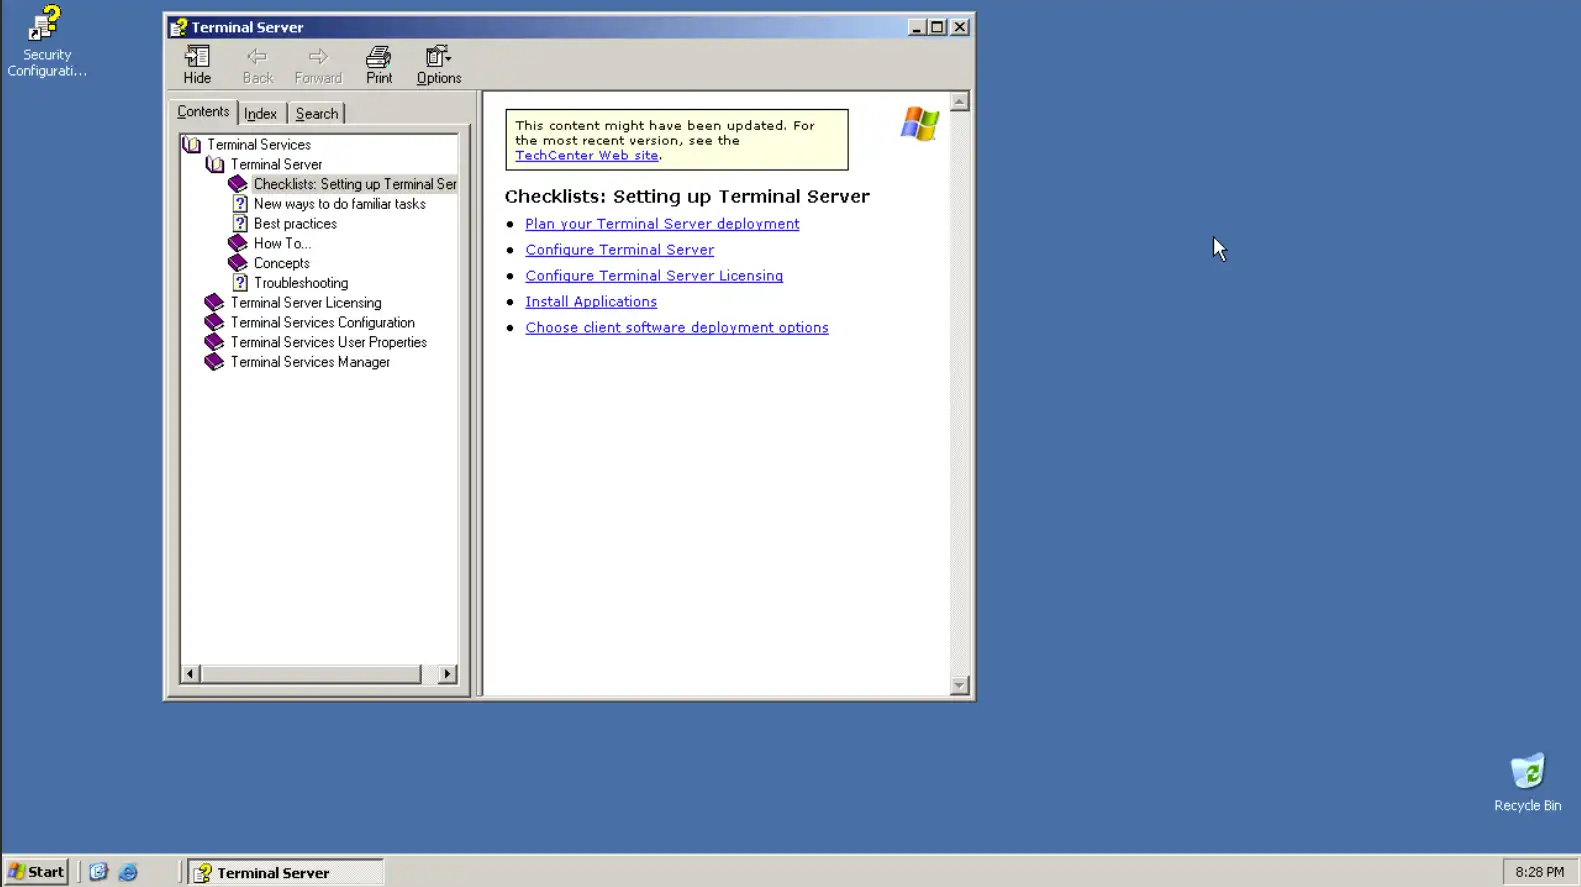 Security
Configurati...
Terminal Server
Hide
Back
Forward
Print
Options
Contents
Index
Search
Terminal Services
Terminal Server
Checklists: Setting up Terminal Ser
New ways to do familiar tasks
Best practices
How To...
Concepts
Troubleshooting
Terminal Server Licensing
Terminal Services Configuration
Terminal Services User Properties
Terminal Services Manager
This content might have been updated. For
the most recent version, see the
TechCenter Web site.
Checklists: Setting up Terminal Server
Plan your Terminal Server deployment
Configure Terminal Server
Configure Terminal Server Licensing
Install Applications
Choose client software deployment options
Recycle Bin
Start
Terminal Server
8:28 PM